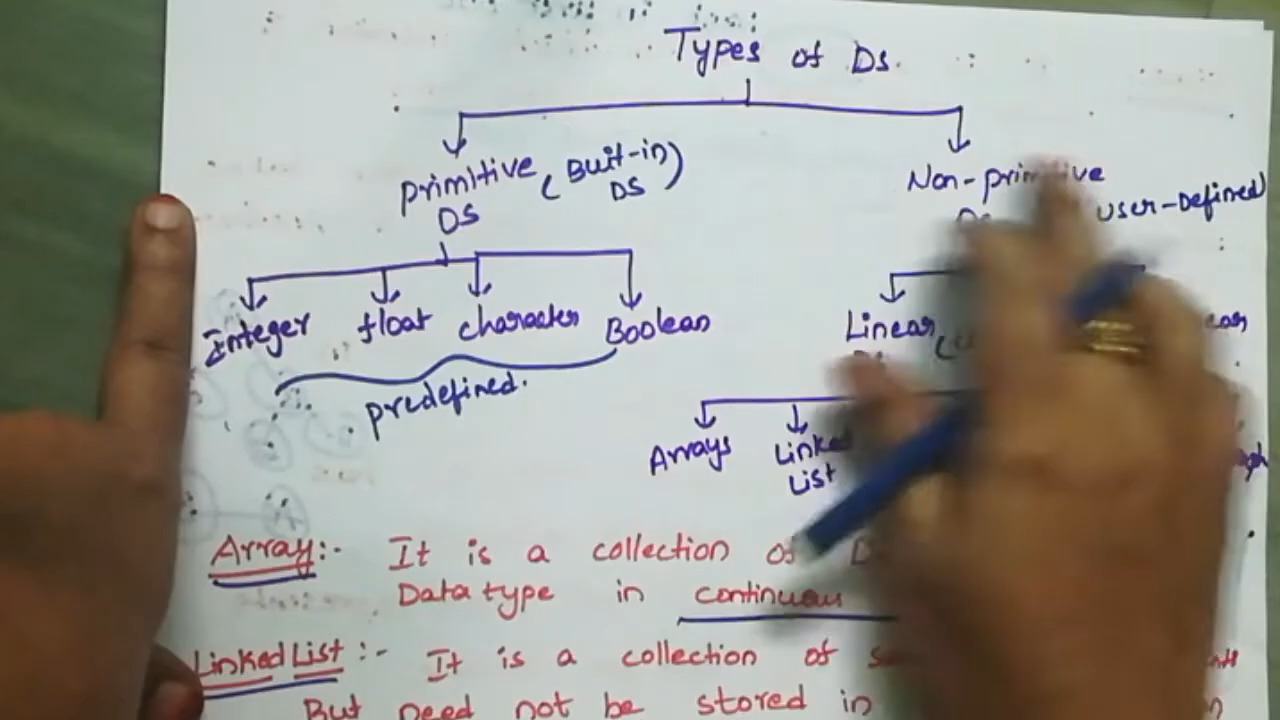 Types of Ds.
primitive (Buit-in)
DS DS
Non-primitive
user-Defined)
Integer float character Boolean
Linear
predefined.
Arrays Linked
List
Array:- It is a collection of
Data type in continuous
Linked List :- It is a collection of
But need not be stored in